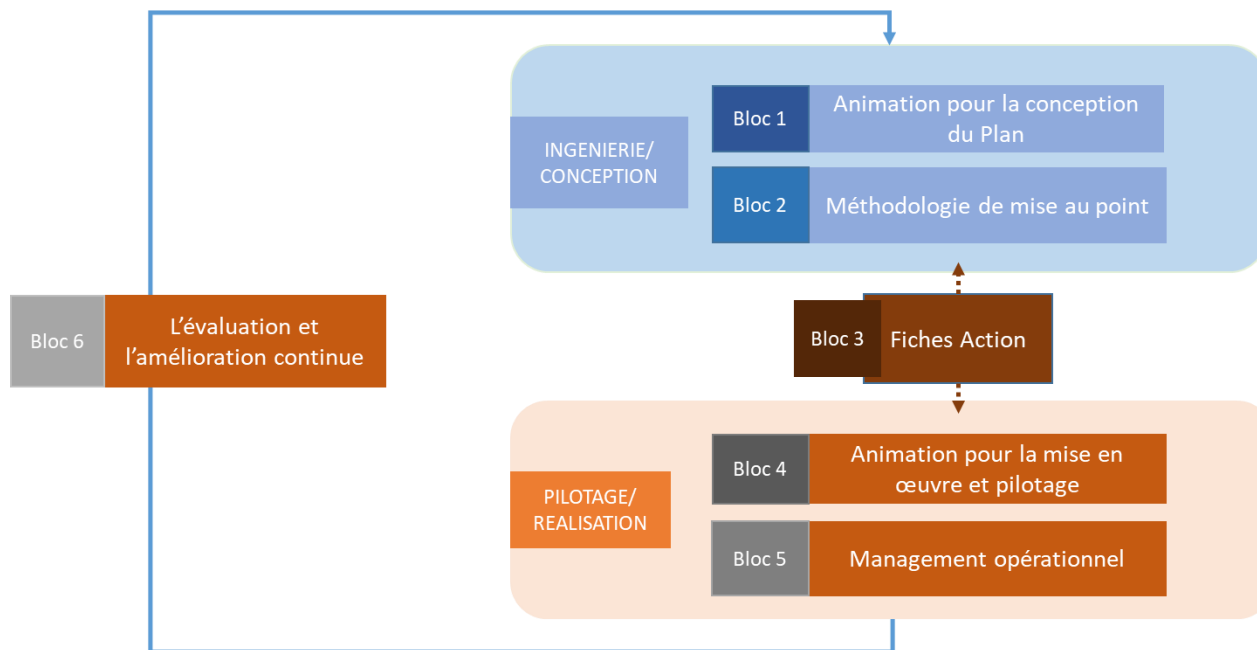 INGENIERIE/
CONCEPTION
Bloc 1
Animation pour la conception
du Plan
Bloc 2
Méthodologie de mise au point
Bloc 6
L’évaluation et
l’amélioration continue
Bloc 3
Fiches Action
PILOTAGE/
REALISATION
Bloc 4
Animation pour la mise en
œuvre et pilotage
Bloc 5
Management opérationnel